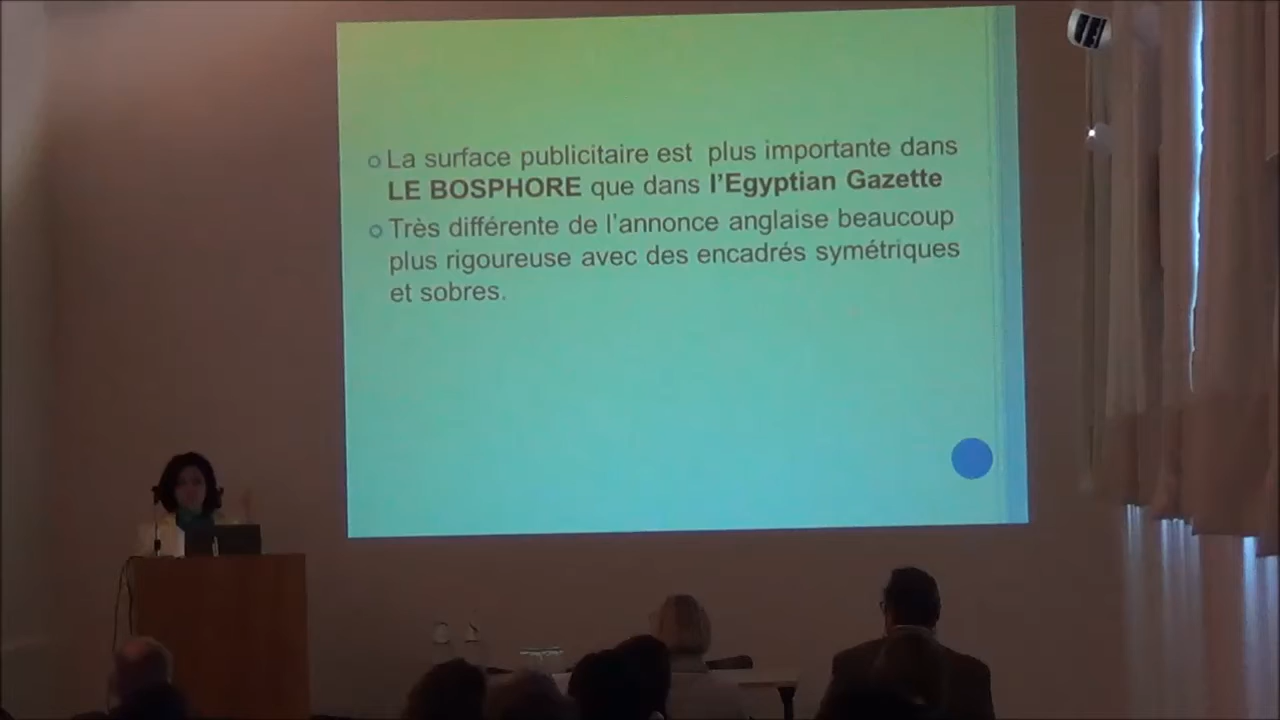 La surface publicitaire est plus importante dans
LE BOSPHORE que dans l'Egyptian Gazette
Très différente de l'annonce anglaise beaucoup
plus rigoureuse avec des encadrés symétriques
et sobres.